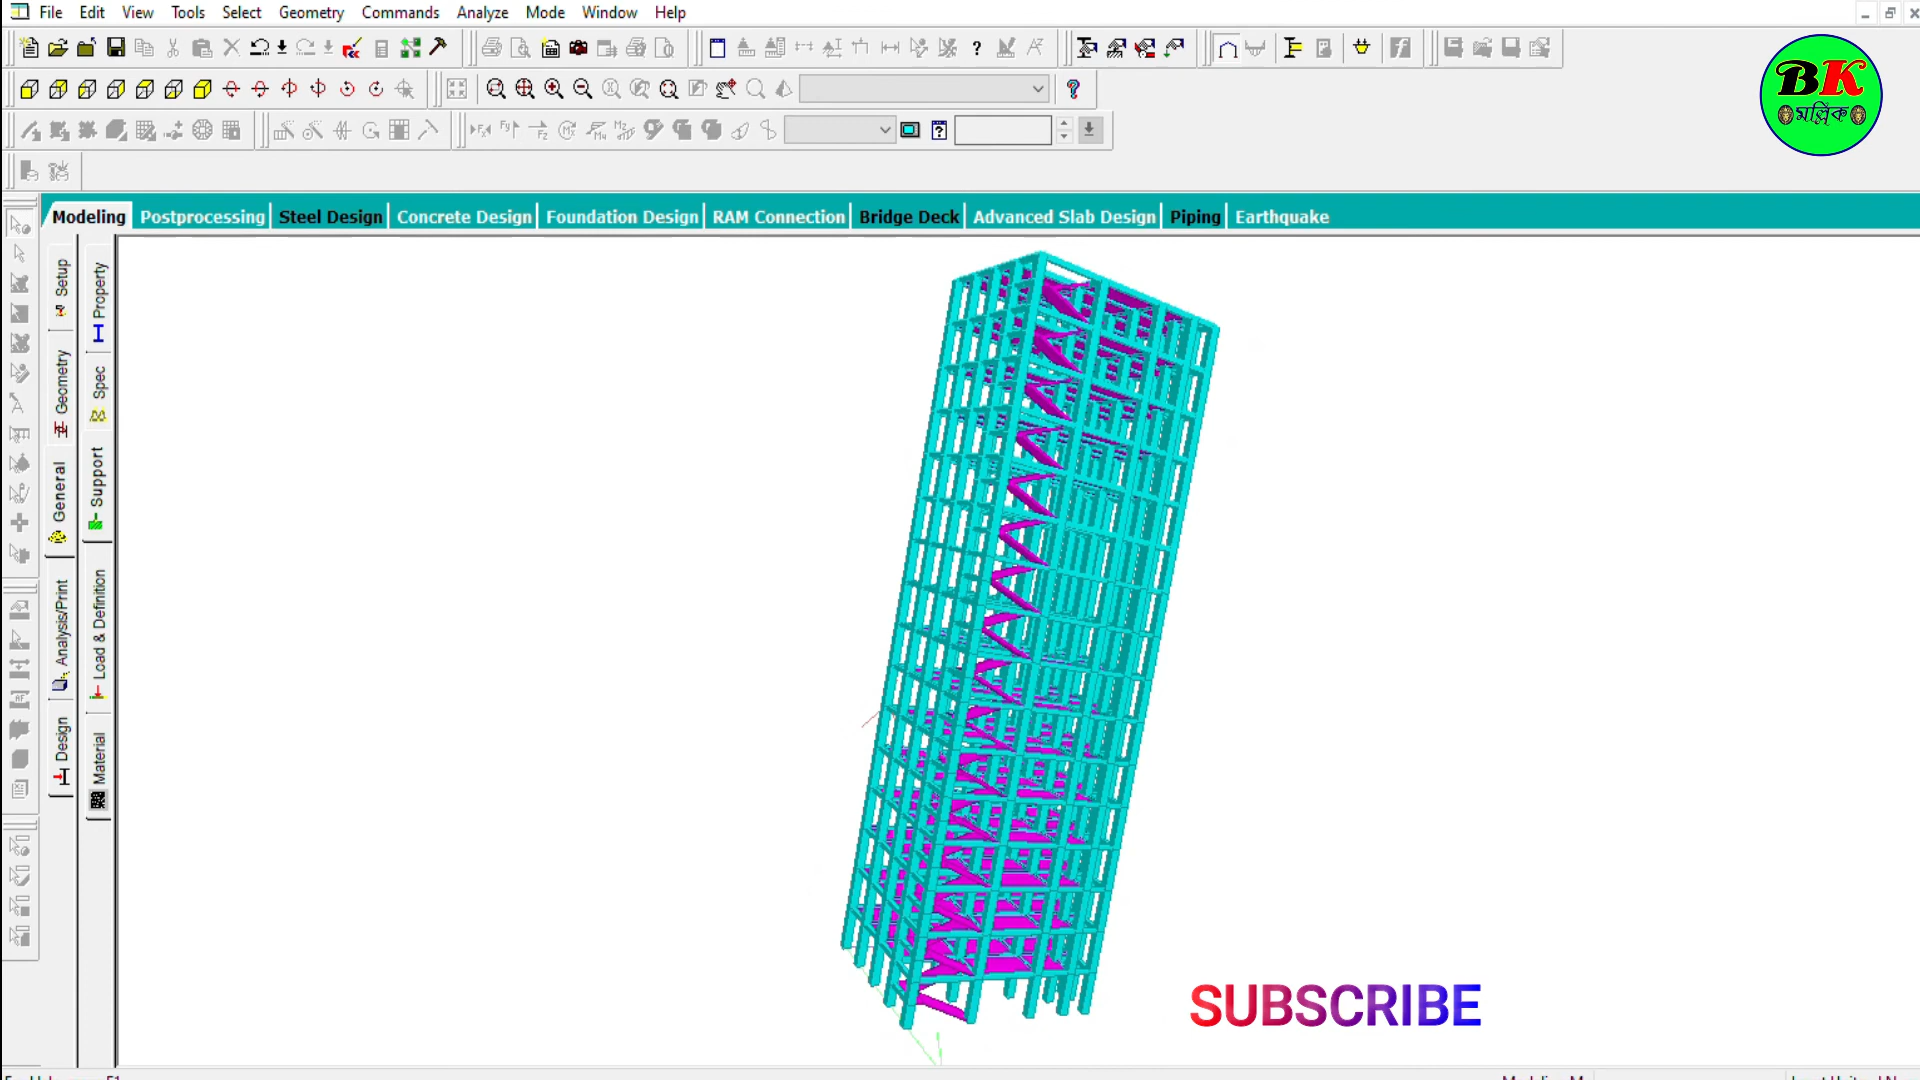 File Edit View Tools Select Geometry Commands Analyze Mode Window Help
BK
মল্লিক
Modeling Postprocessing Steel Design Concrete Design Foundation Design RAM Connection Bridge Deck Advanced Slab Design Piping Earthquake
Setup
Geometry
General
Analysis/Print
Design
Property
Spec
Support
Load & Definition
Material
SUBSCRIBE